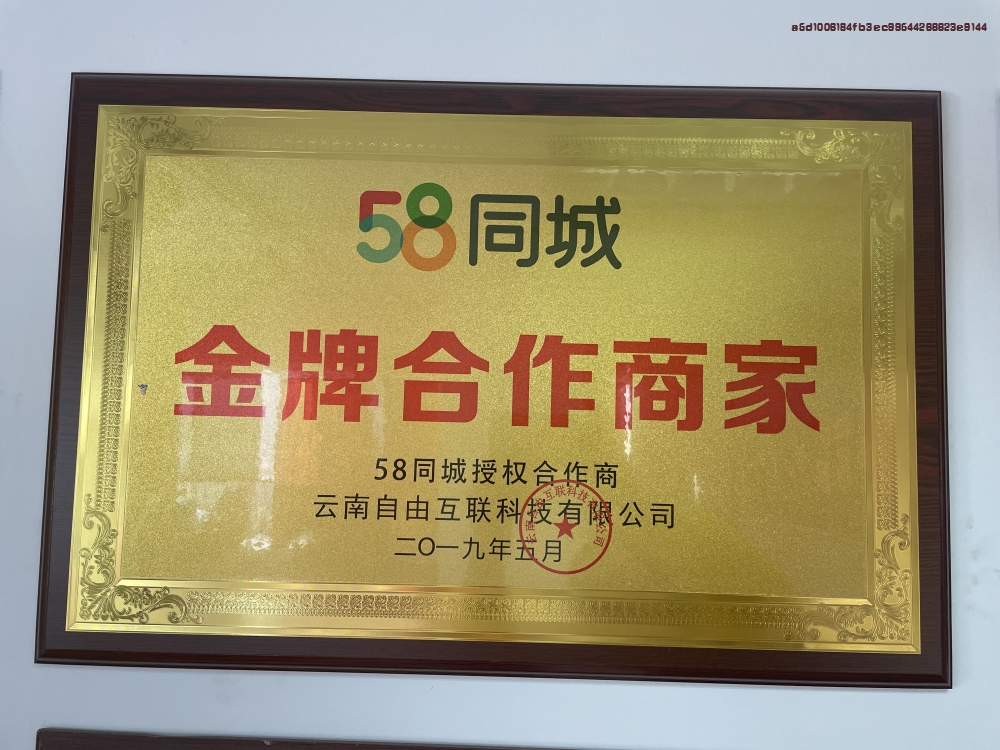 a5d1006184fb3ec98544266823e9144
58同城
金牌合作商家
58同城授权合作商
云南自由互联科技有限公司
二〇一九年五月